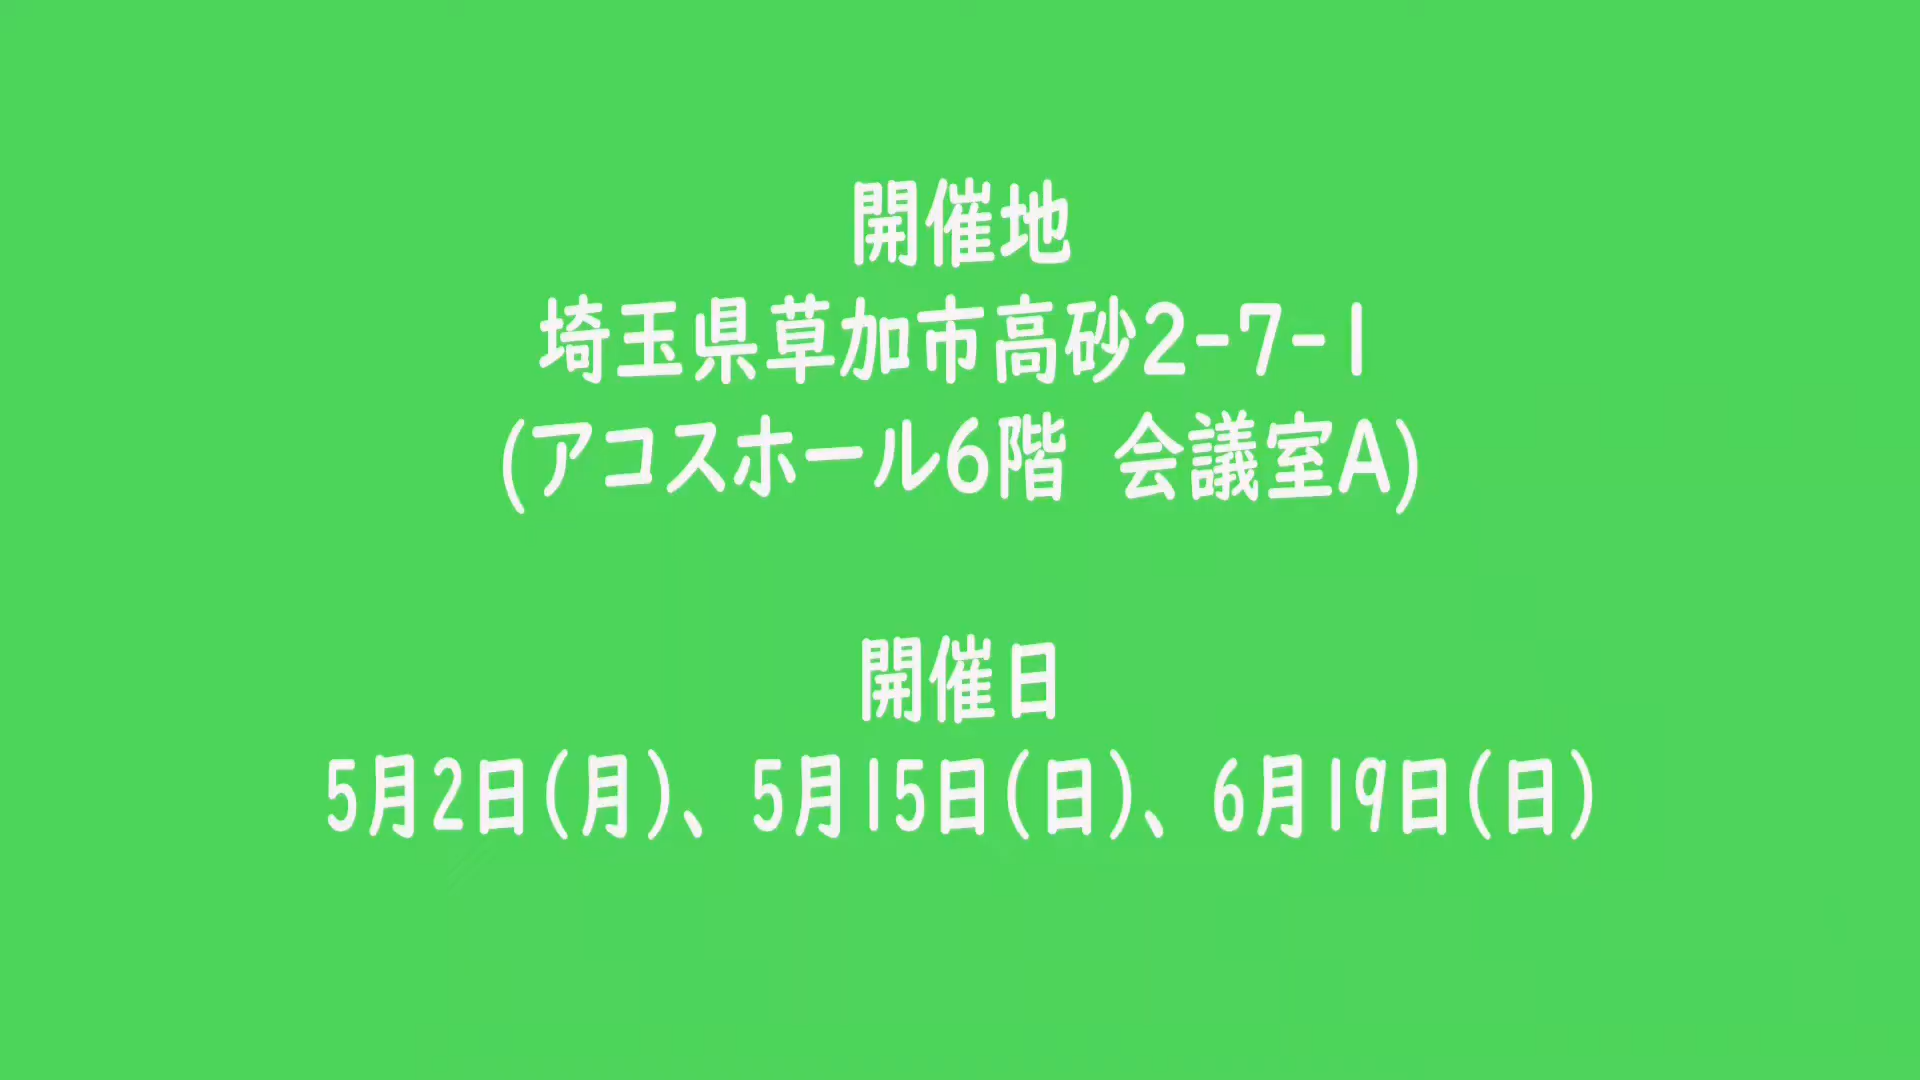 開催地
埼玉県草加市高砂2-7-1
(アコスホール6階　会議室A)
開催日
5月2日(月)、5月15日(日)、6月19日(日)